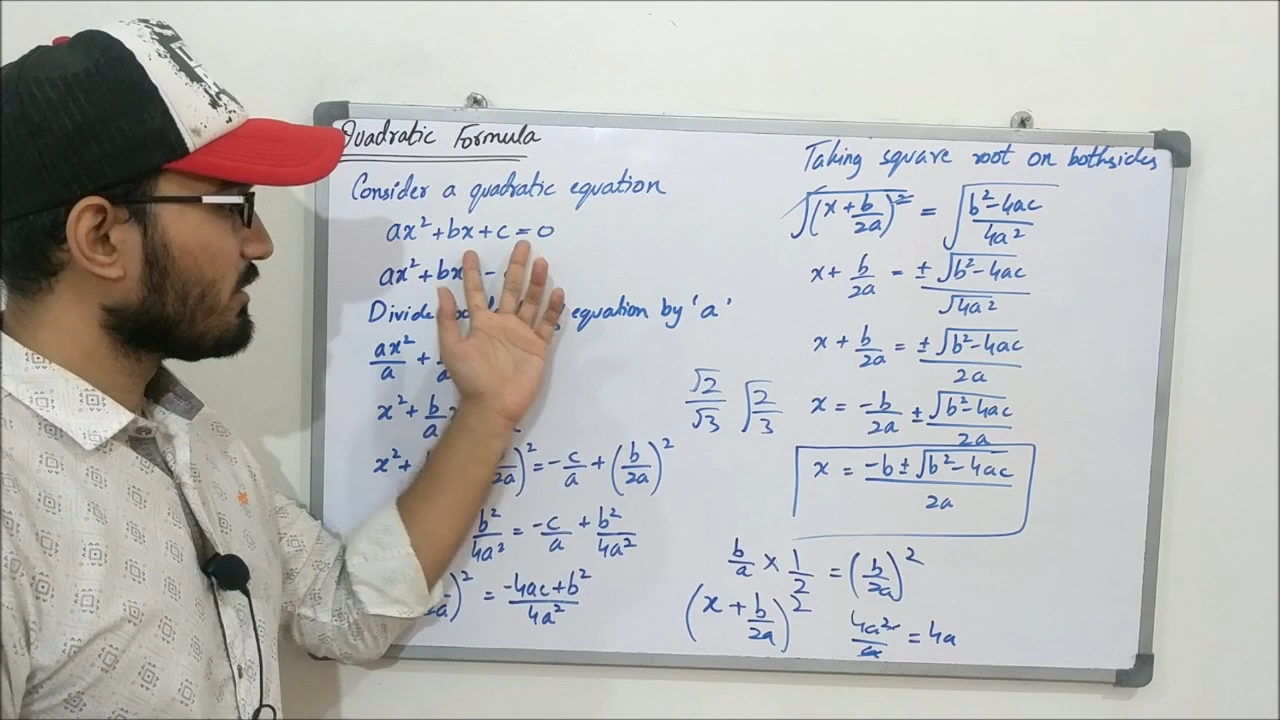 Quadratic Formula
Consider a quadratic equation
ax² + bx + c = 0
ax² + bx = -
Divide equation by 'a'
ax²/a +
x² + b/a x
x² + 2a)² = -c/a + (b/2a)²
b²/4a² = -c/a + b²/4a²
2a)² = -4ac+b²/4a²
√2/√3 √(2/3)
Taking square root on bothsides
√(x + b/2a)² = √(b²-4ac/4a²)
x + b/2a = ± √b²-4ac/√4a²
x + b/2a = ± √b²-4ac/2a
x = -b/2a ± √b²-4ac/2a
x = -b ± √b²-4ac/2a
b/a × 1/2 = (b/2a)²
(x + b/2a)²
4a²/a = 4a